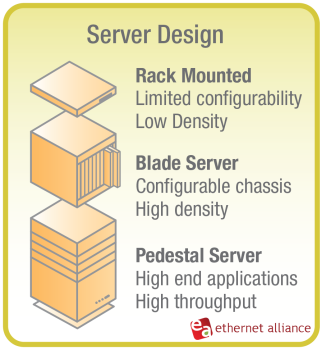 Server Design
Rack Mounted
Limited configurability
Low Density
Blade Server
Configurable chassis
High density
Pedestal Server
High end applications
High throughput
ea ethernet alliance